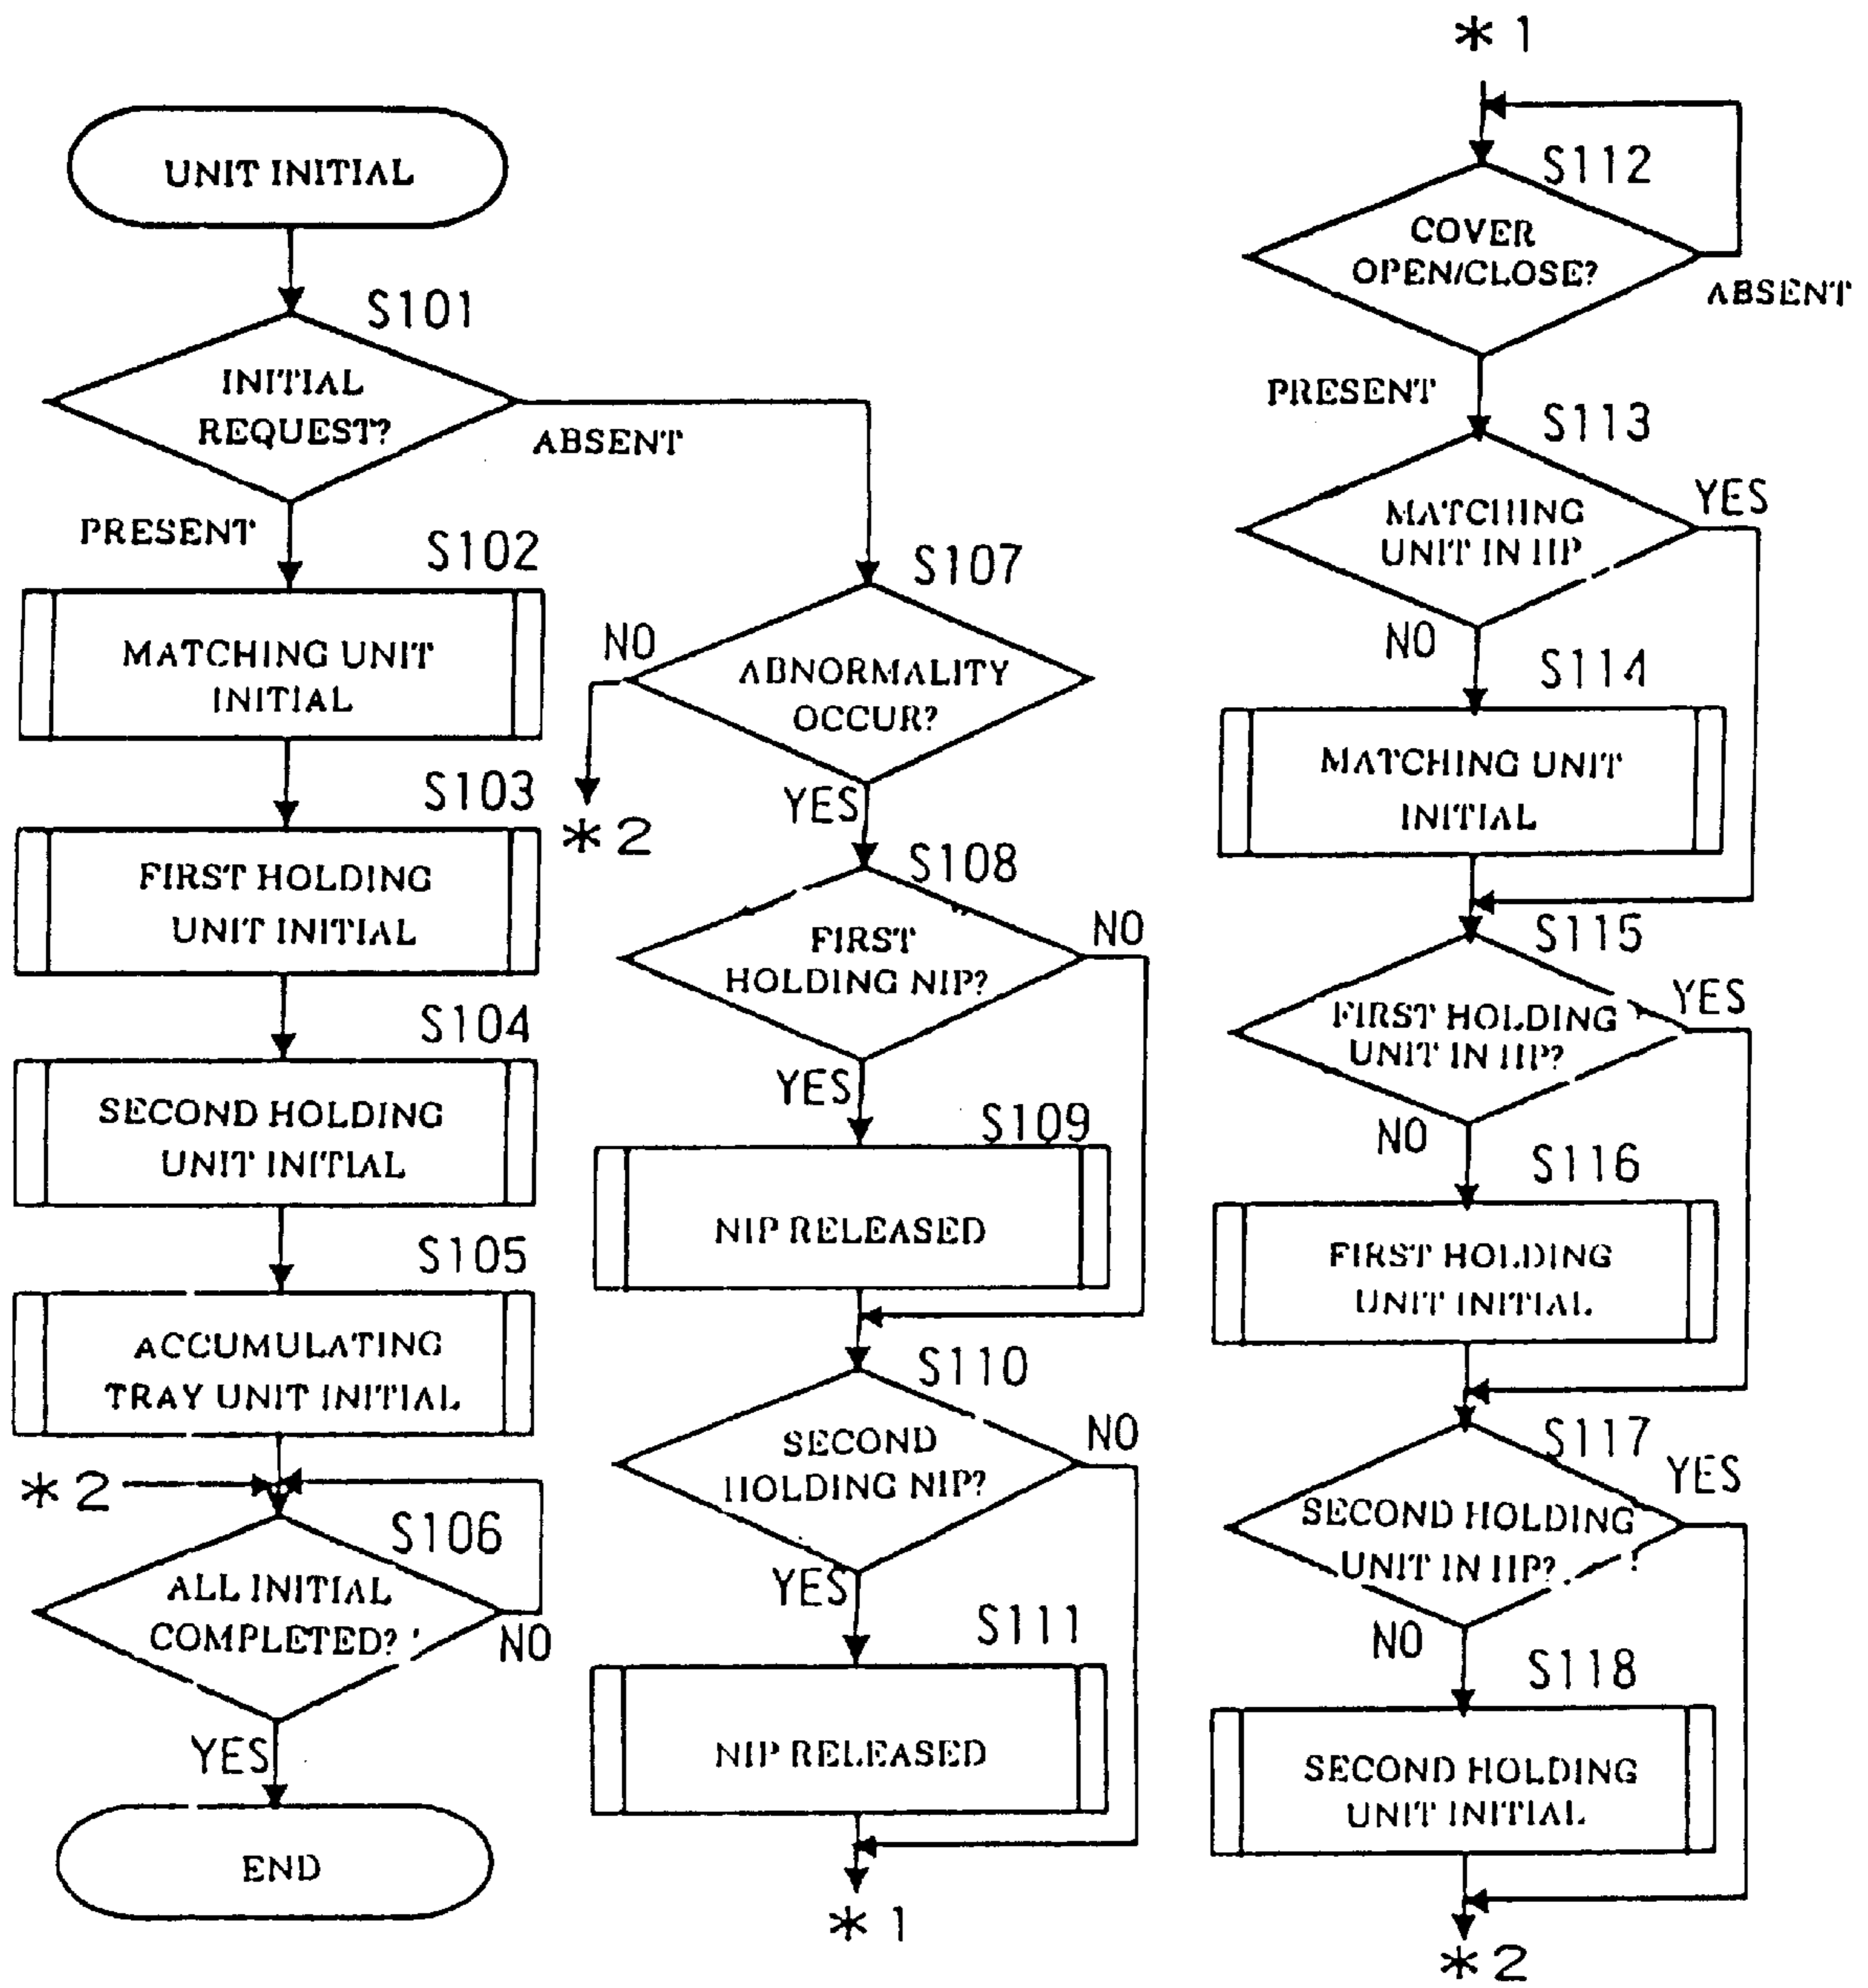 UNIT INITIAL
S101
INITIAL
REQUEST?
ABSENT
PRESENT
S102
MATCHING UNIT
INITIAL
S103
FIRST HOLDING
UNIT INITIAL
S104
SECOND HOLDING
UNIT INITIAL
S105
ACCUMULATING
TRAY UNIT INITIAL
*2
S106
ALL INITIAL
COMPLETED?
NO
YES
END
S107
NO
ABNORMALITY
OCCUR?
*2
YES
S108
NO
FIRST
HOLDING NIP?
YES
S109
NIP RELEASED
S110
NO
SECOND
HOLDING NIP?
YES
S111
NIP RELEASED
*1
*1
S112
COVER
OPEN/CLOSE?
ABSENT
PRESENT
S113
YES
MATCHING
UNIT IN HP
NO
S114
MATCHING UNIT
INITIAL
S115
YES
FIRST HOLDING
UNIT IN HP?
NO
S116
FIRST HOLDING
UNIT INITIAL
S117
YES
SECOND HOLDING
UNIT IN HP?
NO
S118
SECOND HOLDING
UNIT INITIAL
*2